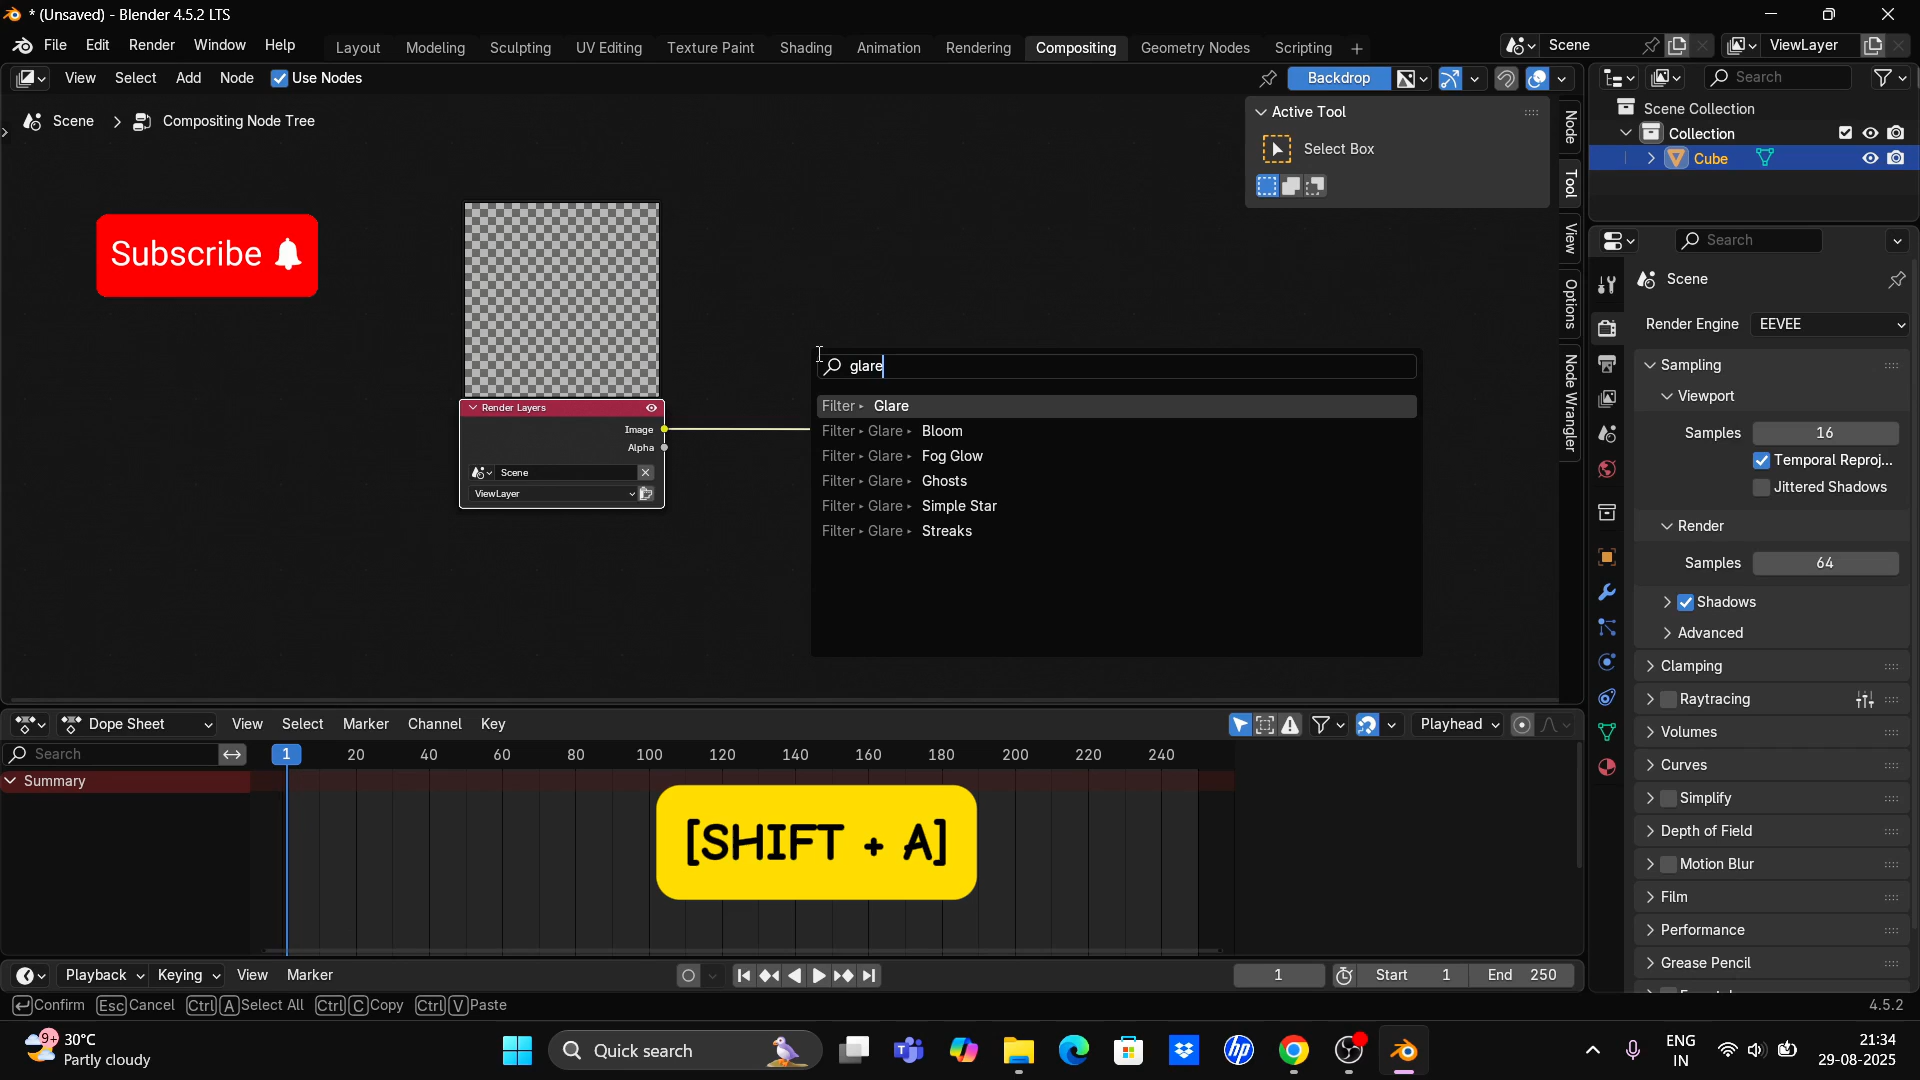 * (Unsaved) - Blender 4.5.2 LTS
File Edit Render Window Help Layout Modeling Sculpting UV Editing Texture Paint Shading Animation Rendering Compositing Geometry Nodes Scripting + Scene ViewLayer
View Select Add Node Use Nodes Backdrop
Scene > Compositing Node Tree
Active Tool
Select Box
Node
Tool
View
Options
Node Wrangler
Subscribe
Render Layers
Image
Alpha
Scene
ViewLayer
glare
Filter ▸ Glare
Filter ▸ Glare ▸ Bloom
Filter ▸ Glare ▸ Fog Glow
Filter ▸ Glare ▸ Ghosts
Filter ▸ Glare ▸ Simple Star
Filter ▸ Glare ▸ Streaks
Search
Scene Collection
Collection
Cube
Search
Scene
Render Engine EEVEE
Sampling
Viewport
Samples 16
Temporal Reproj...
Jittered Shadows
Render
Samples 64
Shadows
Advanced
Clamping
Raytracing
Volumes
Curves
Simplify
Depth of Field
Motion Blur
Film
Performance
Grease Pencil
Dope Sheet View Select Marker Channel Key Playhead
Search 1 20 40 60 80 100 120 140 160 180 200 220 240
Summary
[SHIFT + A]
Playback Keying View Marker 1 Start 1 End 250
Confirm Esc Cancel Ctrl A Select All Ctrl C Copy Ctrl V Paste 4.5.2
9+ 30°C
Partly cloudy
Quick search
hp
ENG
IN
21:34
29-08-2025